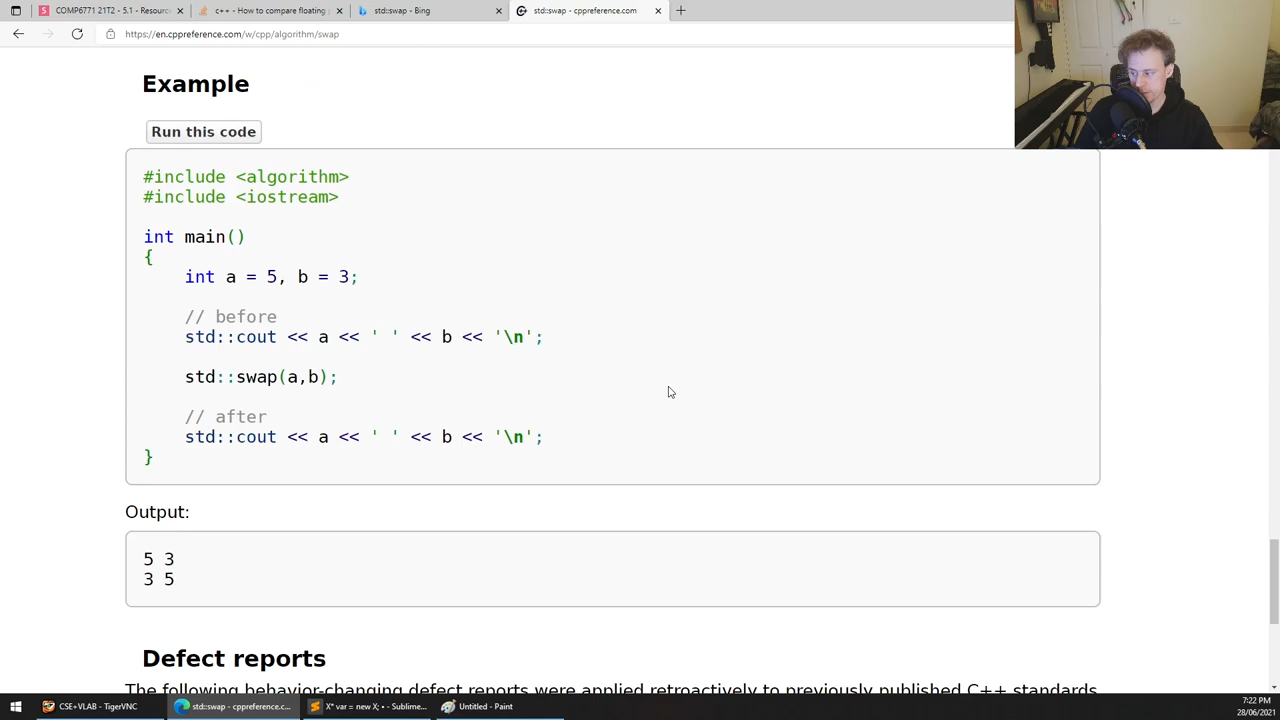 COMP6771 21T2 - 5.1 - Resourc
c++ - How to compare floating p
std::swap - Bing
std::swap - cppreference.com
https://en.cppreference.com/w/cpp/algorithm/swap
Example
Run this code
#include <algorithm>
#include <iostream>
int main()
{
int a = 5, b = 3;
// before
std::cout << a << ' ' << b << '\n';
std::swap(a,b);
// after
std::cout << a << ' ' << b << '\n';
}
Output:
5 3
3 5
Defect reports
The following behavior-changing defect reports were applied retroactively to previously published C++ standards.
CSE+VLAB - TigerVNC
std::swap - cppreference.c...
X* var = new X; • - Sublime...
Untitled - Paint
7:22 PM
28/06/2021